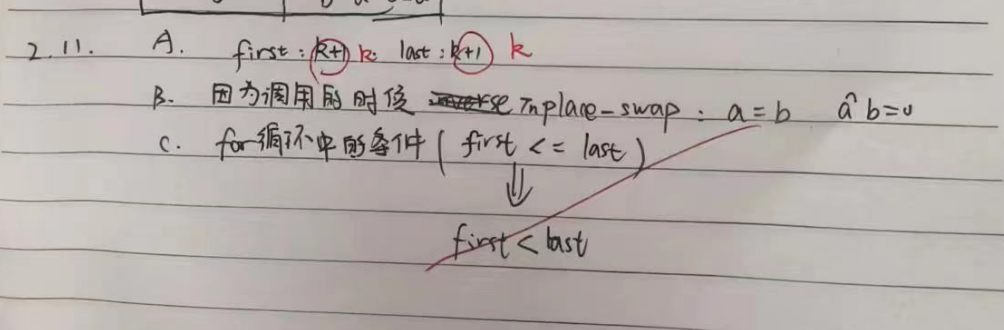 2.11. A. first: k+1 k. last: k+1 k
B. 因为调用的时候 inplace-swap: a=b a^b=0
C. for循环中的条件( first <= last )
⇓
first < last